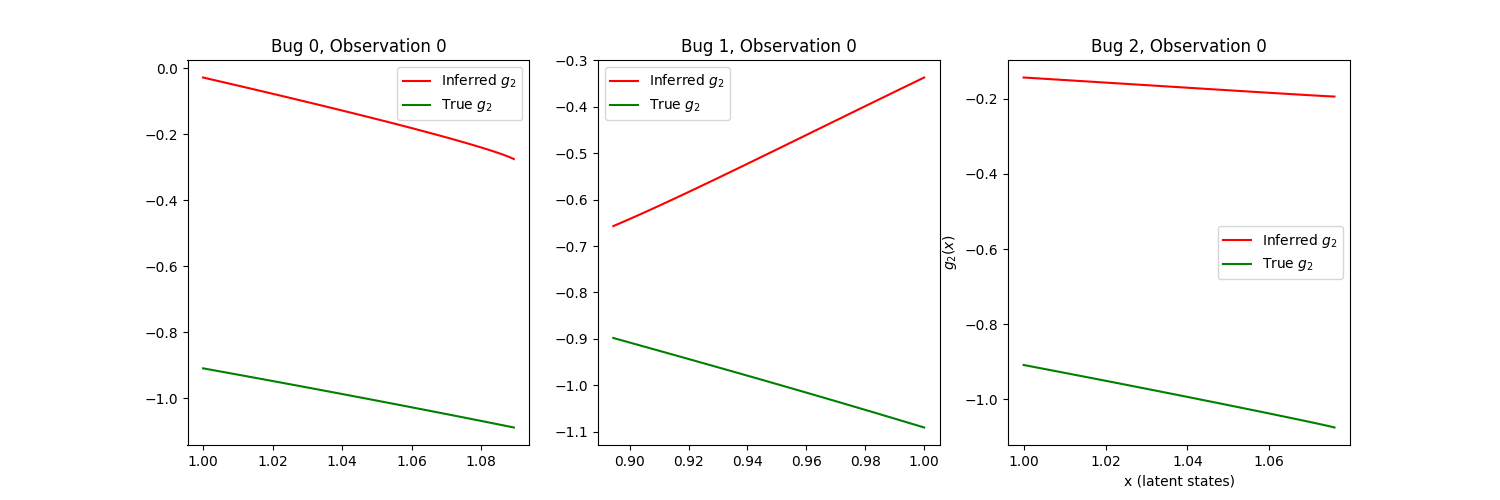 Bug 0, Observation 0
0.0
−0.2
−0.4
−0.6
−0.8
−1.0
1.00 1.02 1.04 1.06 1.08
Inferred g₂
True g₂
Bug 1, Observation 0
−0.3
−0.4
−0.5
−0.6
−0.7
−0.8
−0.9
−1.0
−1.1
0.90 0.92 0.94 0.96 0.98 1.00
Inferred g₂
True g₂
Bug 2, Observation 0
g₂(x)
−0.2
−0.4
−0.6
−0.8
−1.0
1.00 1.02 1.04 1.06
x (latent states)
Inferred g₂
True g₂